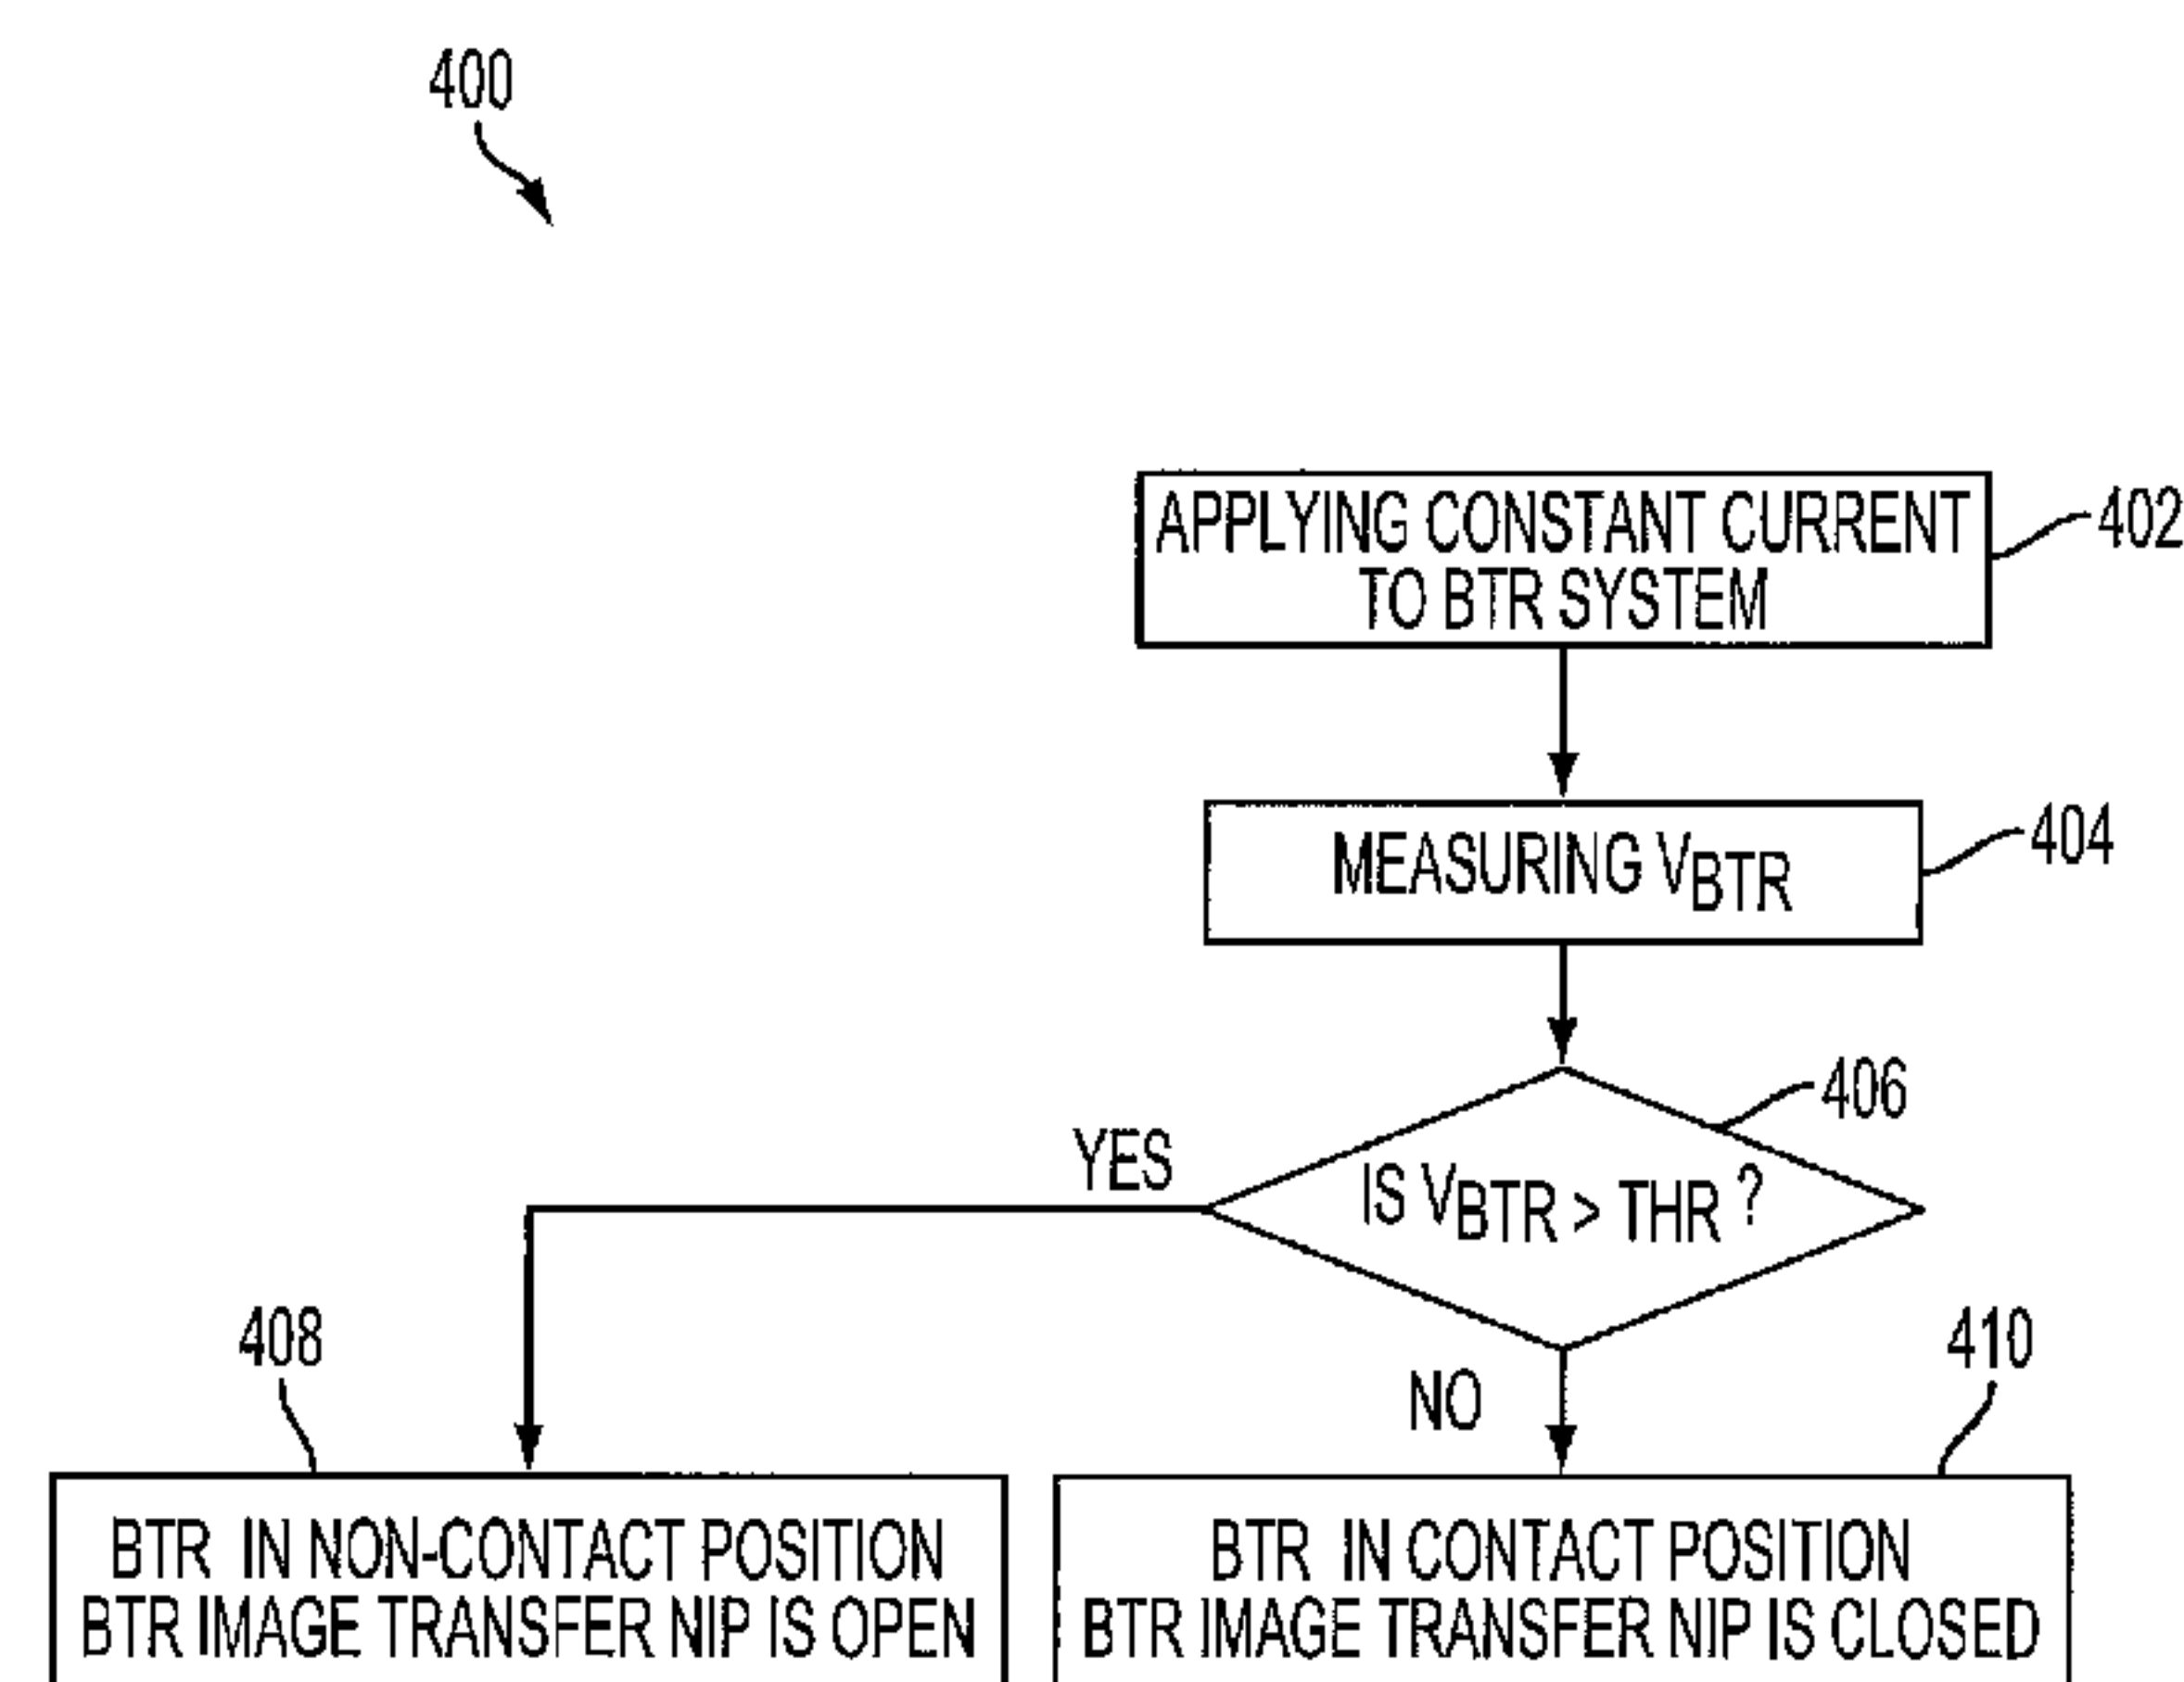 400
APPLYING CONSTANT CURRENT
TO BTR SYSTEM
402
MEASURING VBTR
404
406
YES
IS VBTR > THR ?
408
410
NO
BTR IN NON-CONTACT POSITION
BTR IMAGE TRANSFER NIP IS OPEN
BTR IN CONTACT POSITION
BTR IMAGE TRANSFER NIP IS CLOSED